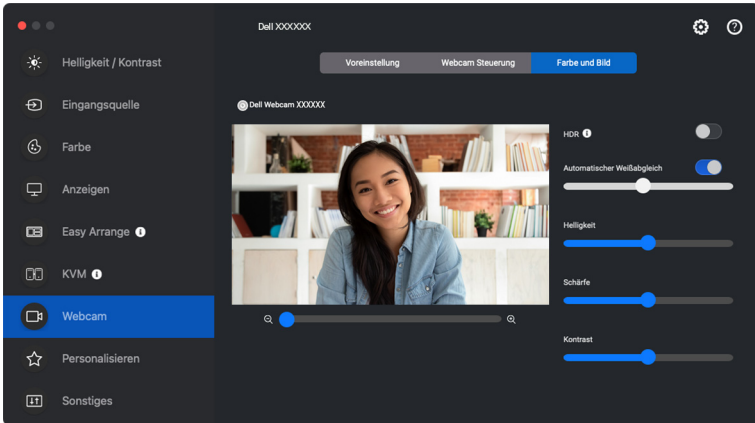 Dell XXXXXX
Helligkeit / Kontrast
Eingangsquelle
Farbe
Anzeigen
Easy Arrange
KVM
Webcam
Personalisieren
Sonstiges
Voreinstellung
Webcam Steuerung
Farbe und Bild
Dell Webcam XXXXXX
HDR
Automatischer Weißabgleich
Helligkeit
Schärfe
Kontrast